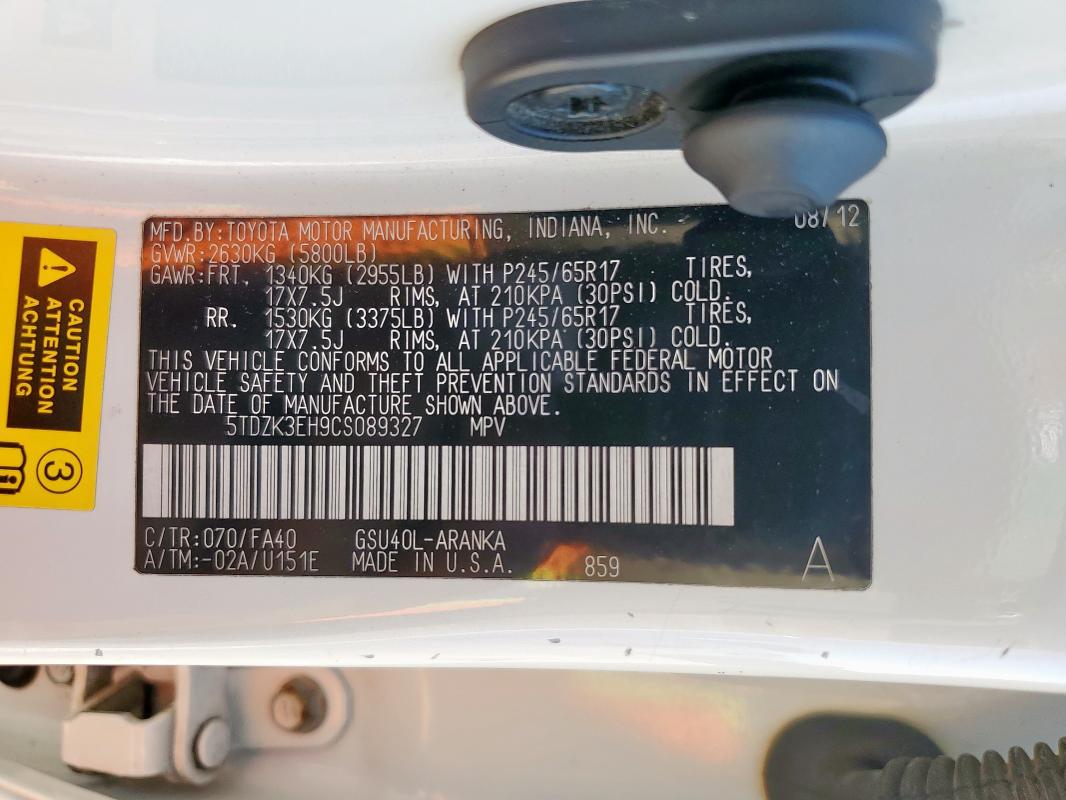 MFD.BY:TOYOTA MOTOR MANUFACTURING, INDIANA, INC. 08/12
GVWR:2630KG (5800LB)
GAWR:FRT. 1340KG (2955LB) WITH P245/65R17 TIRES,
17X7.5J RIMS, AT 210KPA (30PSI) COLD.
RR. 1530KG (3375LB) WITH P245/65R17 TIRES,
17X7.5J RIMS, AT 210KPA (30PSI) COLD.
THIS VEHICLE CONFORMS TO ALL APPLICABLE FEDERAL MOTOR
VEHICLE SAFETY AND THEFT PREVENTION STANDARDS IN EFFECT ON
THE DATE OF MANUFACTURE SHOWN ABOVE.
5TDZK3EH9CS089327 MPV
C/TR:070/FA40 GSU40L-ARANKA
A/TM:-02A/U151E MADE IN U.S.A. 859 A
CAUTION
ATTENTION
ACHTUNG
3